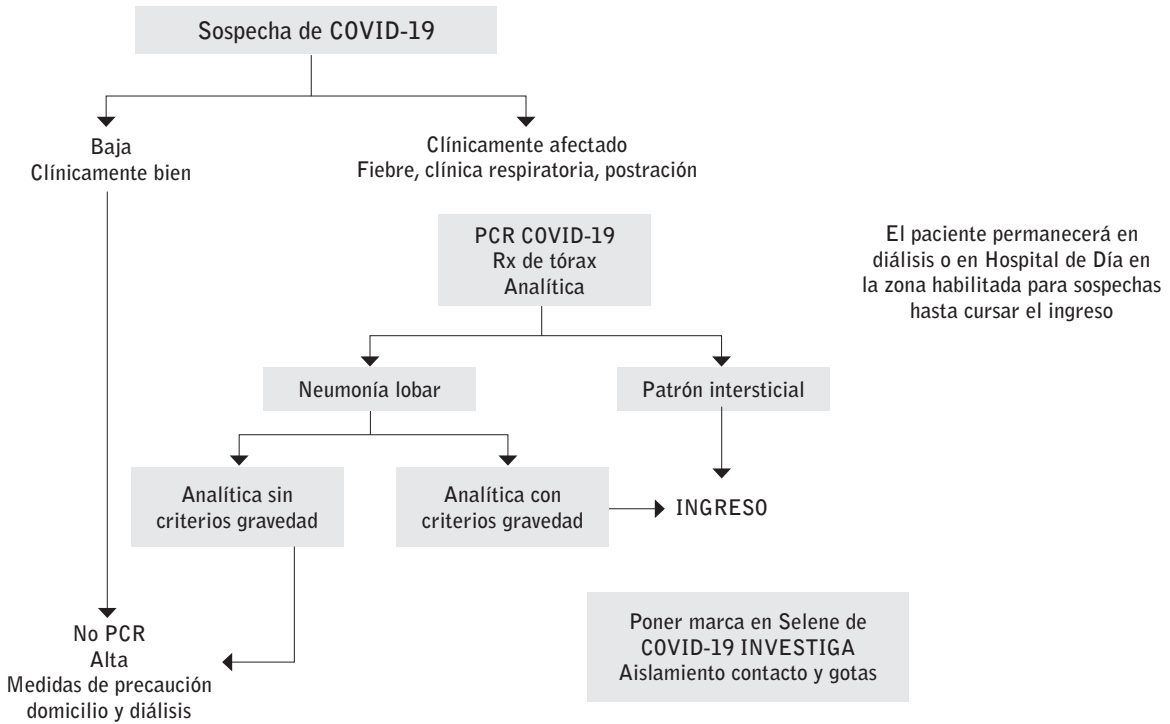 Sospecha de COVID-19
Baja
Clínicamente bien
Clínicamente afectado
Fiebre, clínica respiratoria, postración
PCR COVID-19
Rx de tórax
Analítica
El paciente permanecerá en
diálisis o en Hospital de Día en
la zona habilitada para sospechas
hasta cursar el ingreso
Neumonía lobar
Patrón intersticial
Analítica sin
criterios gravedad
Analítica con
criterios gravedad
INGRESO
No PCR
Alta
Medidas de precaución
domicilio y diálisis
Poner marca en Selene de
COVID-19 INVESTIGA
Aislamiento contacto y gotas